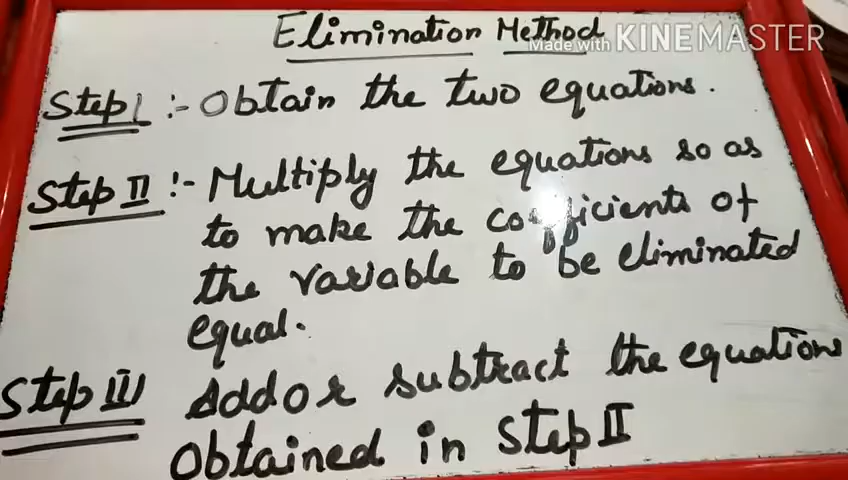 Elimination Method
Made with KINEMASTER
Step I :- Obtain the two equations.
Step II :- Multiply the equations so as
to make the coefficients of
the variable to be eliminated
equal.
Step III Add or subtract the equations
obtained in Step II